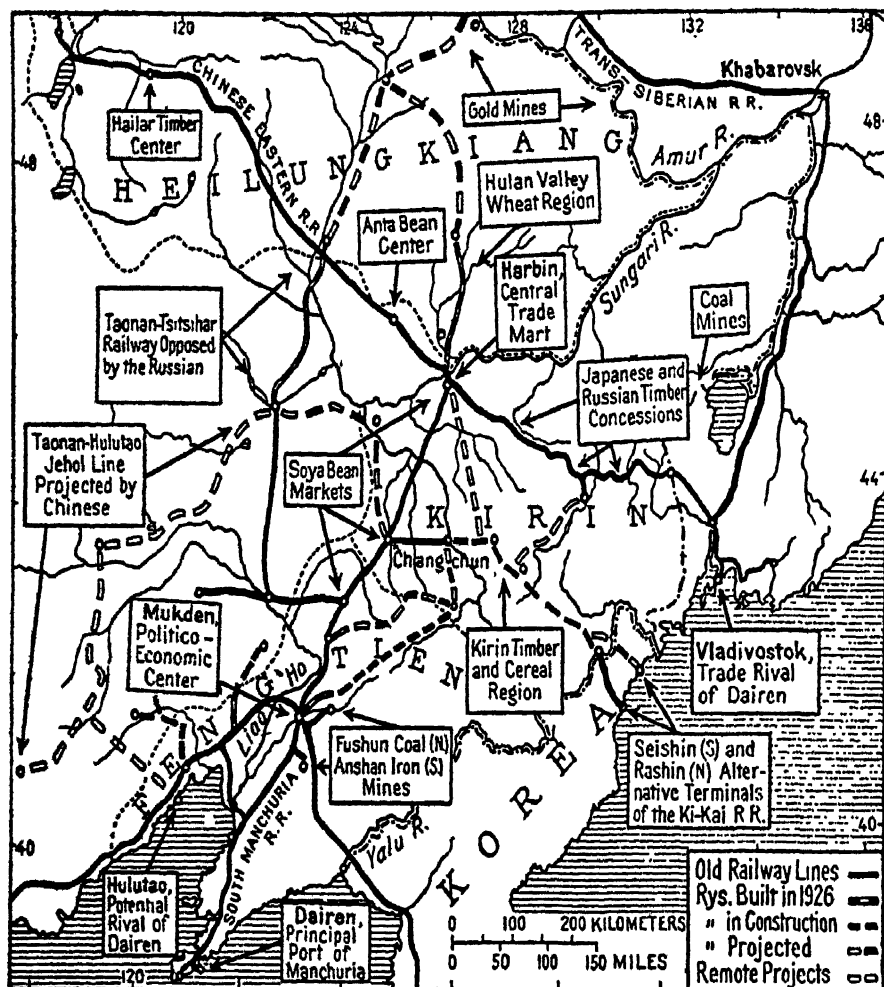 120
124
128
132
136
CHINESE EASTERN R.R.
TRANS-SIBERIAN R.R.
Khabarovsk
Hailar Timber
Center
Gold Mines
48
48
HEILUNGKIANG
Amur R.
Hulan Valley
Wheat Region
Anta Bean
Center
Sungari R.
Harbin,
Central
Trade
Mart
Coal
Mines
Taonan-Tsitsihar
Railway Opposed
by the Russian
Japanese and
Russian Timber
Concessions
Taonan-Hulutao
Jehol Line
Projected by
Chinese
Soya Bean
Markets
44
KIRIN
Chang-chun
Mukden,
Politico-
Economic
Center
Kirin Timber
and Cereal
Region
Vladivostok,
Trade Rival
of Dairen
FENG TIEN
Liao Ho
Fushun Coal (N)
Anshan Iron (S)
Mines
Seishin (S) and
Rashin (N) Alter-
native Terminals
of the Ki-Kai R.R.
SOUTH MANCHURIA
R.R.
Yalu R.
KOREA
40
40
Hulutao,
Potential
Rival of
Dairen
Dairen,
Principal
Port of
Manchuria
0 100 200 KILOMETERS
0 50 100 150 MILES
Old Railway Lines
Rys. Built in 1926
" in Construction
" Projected
Remote Projects
120